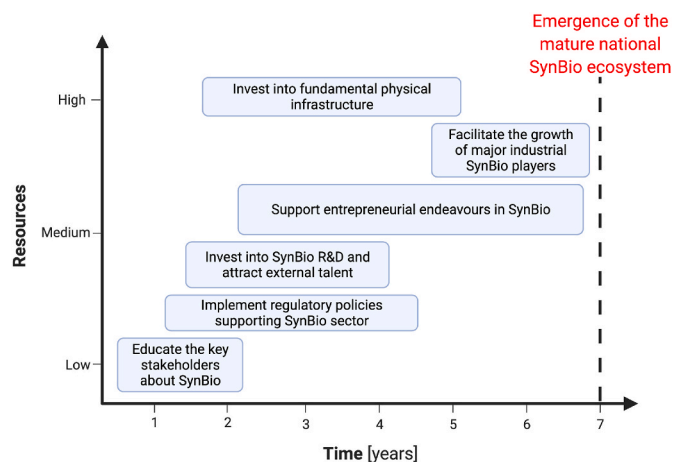 Emergence of the
mature national
SynBio ecosystem
High
Invest into fundamental physical
infrastructure
Facilitate the growth
of major industrial
SynBio players
Support entrepreneurial endeavours in SynBio
Resources
Medium
Invest into SynBio R&D and
attract external talent
Implement regulatory policies
supporting SynBio sector
Low
Educate the key
stakeholders
about SynBio
1 2 3 4 5 6 7
Time [years]